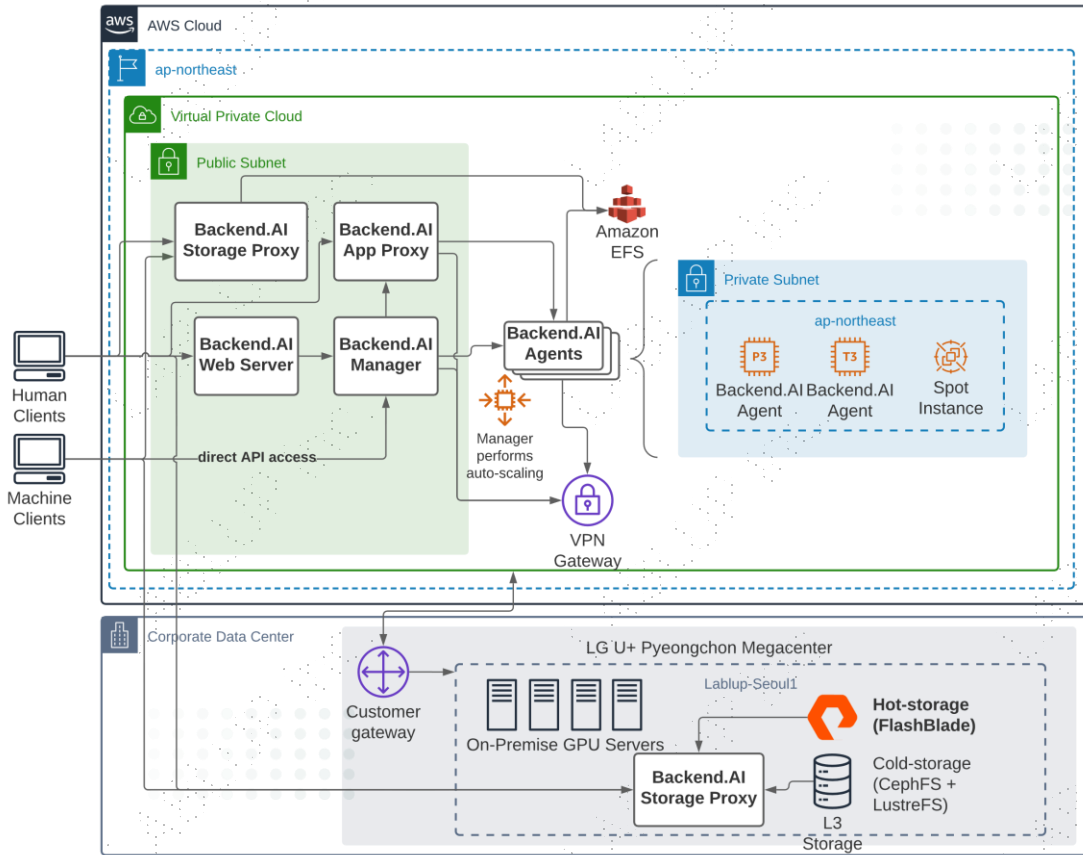 aws
AWS Cloud
ap-northeast
Virtual Private Cloud
Public Subnet
Backend.AI
Storage Proxy
Backend.AI
App Proxy
Amazon
EFS
Private Subnet
ap-northeast
P3
T3
Backend.AI
Agent
Backend.AI
Agent
Spot
Instance
Backend.AI
Web Server
Backend.AI
Manager
Backend.AI
Agents
Human
Clients
Manager
performs
auto-scaling
direct API access
Machine
Clients
VPN
Gateway
Corporate Data Center
LG U+ Pyeongchon Megacenter
Lablup-Seoul1
Customer
gateway
On-Premise GPU Servers
Hot-storage
(FlashBlade)
Backend.AI
Storage Proxy
Cold-storage
(CephFS +
LustreFS)
L3
Storage